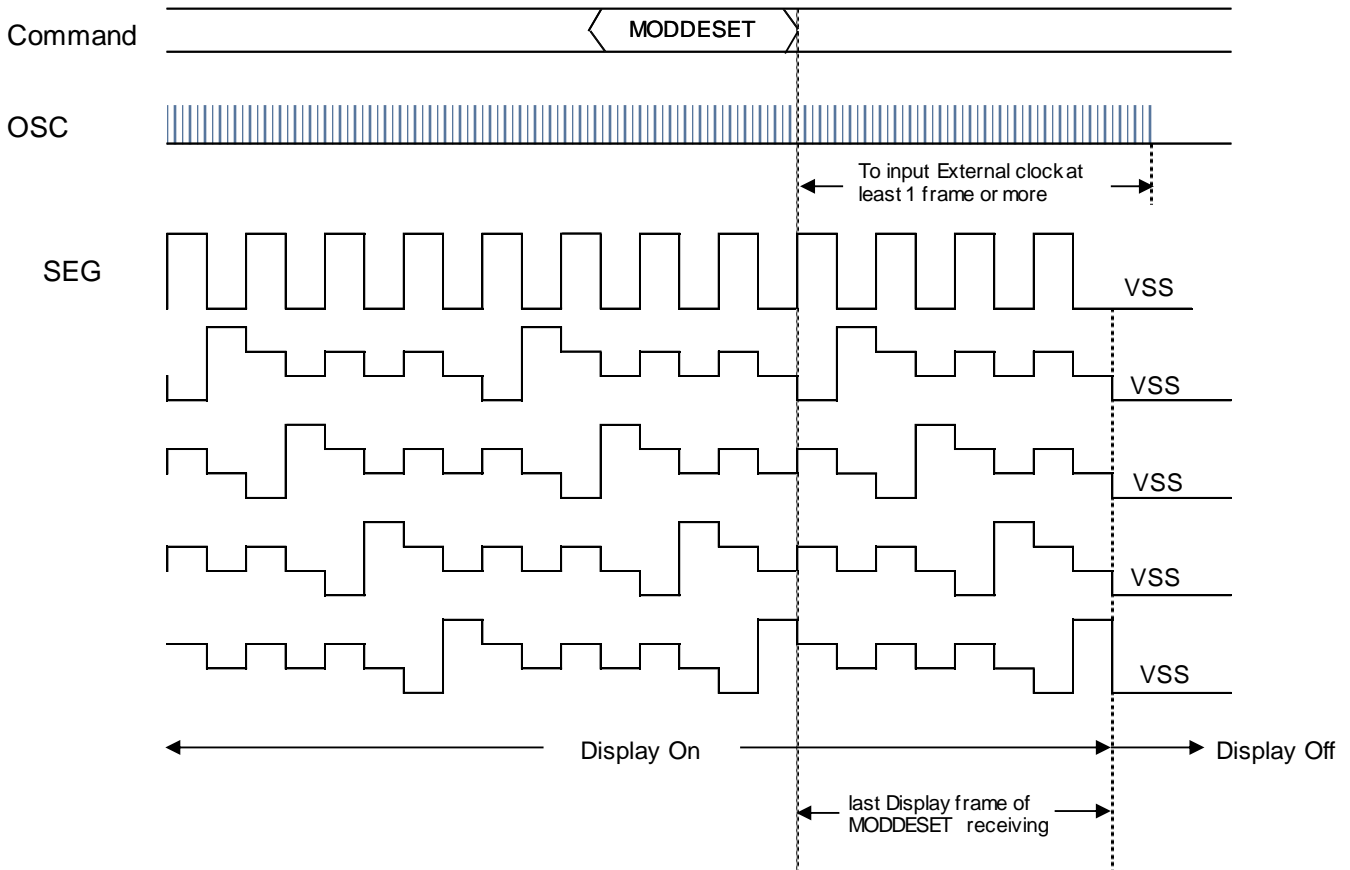 Command
MODDESET
OSC
To input External clock at
least 1 frame or more
SEG
VSS
VSS
VSS
VSS
VSS
Display On
Display Off
last Display frame of
MODDESET receiving